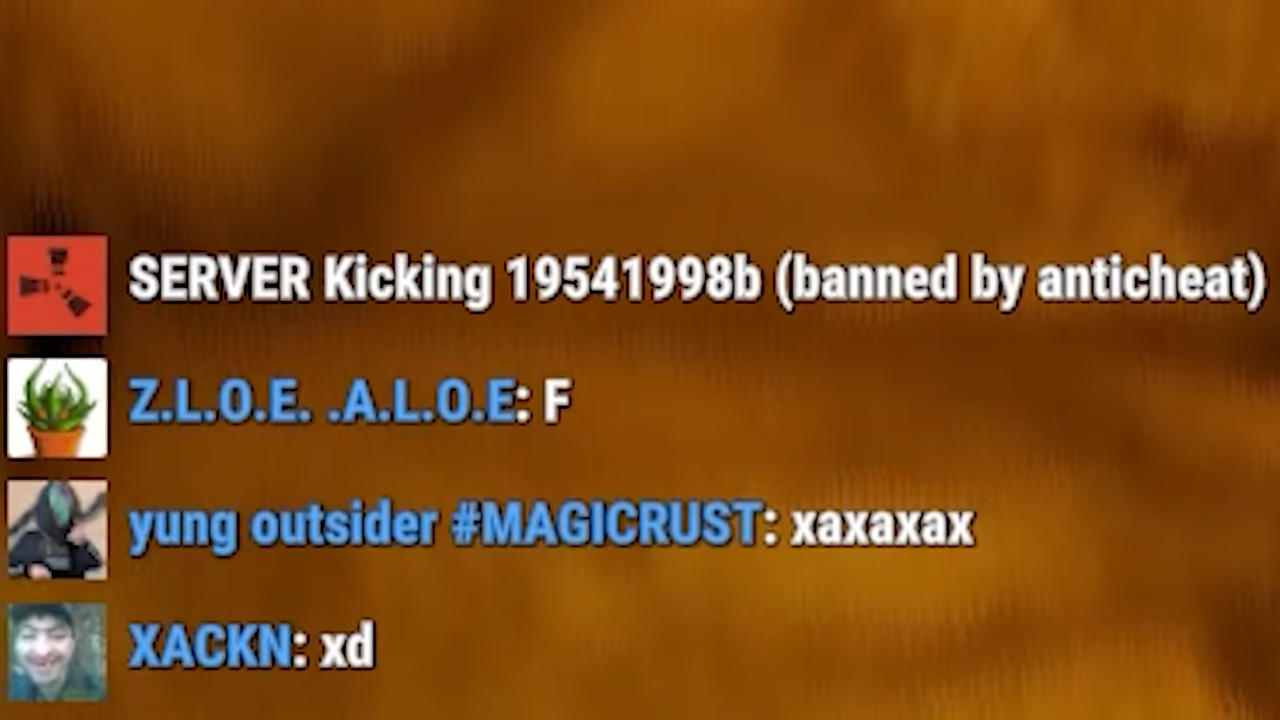 SERVER Kicking 19541998b (banned by anticheat)
Z.L.O.E. .A.L.O.E: F
yung outsider #MAGICRUST: xaxaxax
XACKN: xd